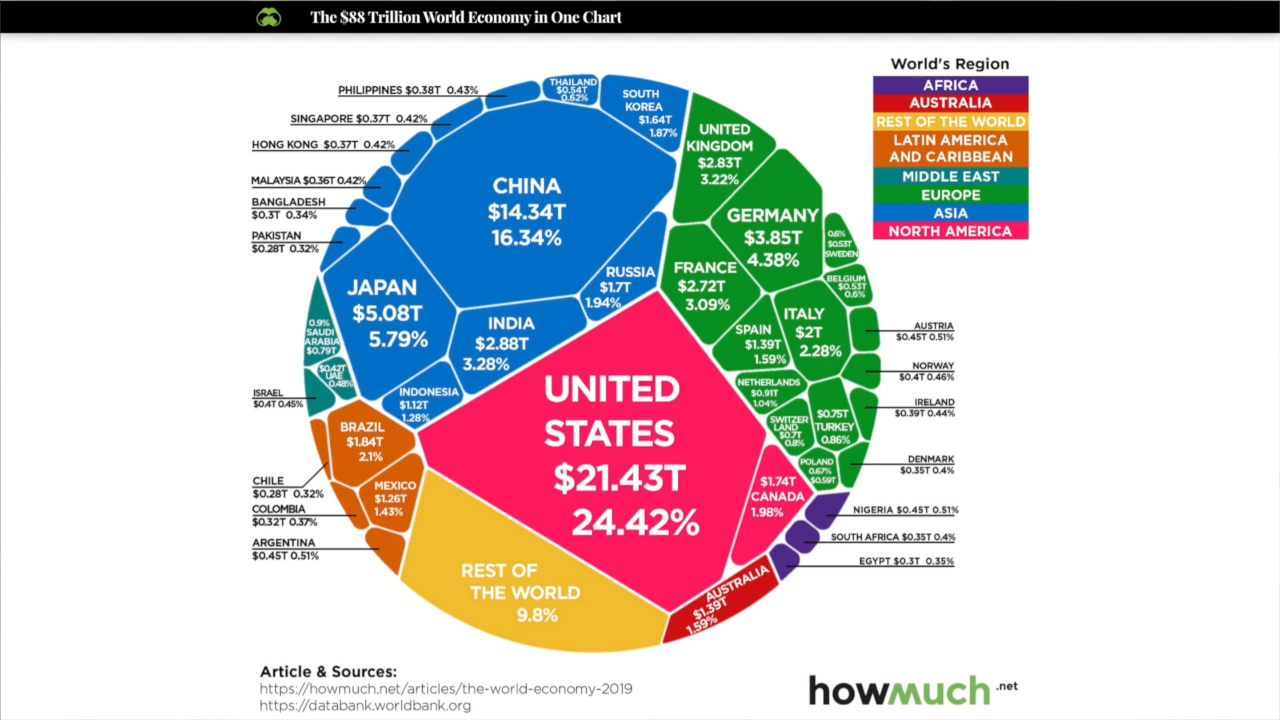 The $88 Trillion World Economy in One Chart
World's Region
AFRICA
AUSTRALIA
REST OF THE WORLD
LATIN AMERICA
AND CARIBBEAN
MIDDLE EAST
EUROPE
ASIA
NORTH AMERICA
PHILIPPINES $0.38T 0.43%
SINGAPORE $0.37T 0.42%
HONG KONG $0.37T 0.42%
MALAYSIA $0.36T 0.42%
BANGLADESH
$0.3T 0.34%
PAKISTAN
$0.28T 0.32%
THAILAND
$0.54T
0.62%
SOUTH
KOREA
$1.64T
1.87%
CHINA
$14.34T
16.34%
JAPAN
$5.08T
5.79%
INDIA
$2.88T
3.28%
RUSSIA
$1.7T
1.94%
INDONESIA
$1.12T
1.28%
UNITED
KINGDOM
$2.83T
3.22%
GERMANY
$3.85T
4.38%
FRANCE
$2.72T
3.09%
0.6%
$0.53T
SWEDEN
BELGIUM
$0.53T
0.6%
ITALY
$2T
2.28%
SPAIN
$1.39T
1.59%
NETHERLANDS
$0.91T
1.04%
SWITZER
LAND
$0.7T
0.8%
$0.75T
TURKEY
0.86%
POLAND
0.67%
$0.59T
AUSTRIA
$0.45T 0.51%
NORWAY
$0.4T 0.46%
IRELAND
$0.39T 0.44%
DENMARK
$0.35T 0.4%
0.9%
SAUDI
ARABIA
$0.79T
$0.42T
UAE
0.48%
ISRAEL
$0.4T 0.45%
UNITED
STATES
$21.43T
24.42%
$1.74T
CANADA
1.98%
BRAZIL
$1.84T
2.1%
MEXICO
$1.26T
1.43%
CHILE
$0.28T 0.32%
COLOMBIA
$0.32T 0.37%
ARGENTINA
$0.45T 0.51%
REST OF
THE WORLD
9.8%
AUSTRALIA
$1.39T
1.59%
NIGERIA $0.45T 0.51%
SOUTH AFRICA $0.35T 0.4%
EGYPT $0.3T 0.35%
Article & Sources:
https://howmuch.net/articles/the-world-economy-2019
https://databank.worldbank.org
howmuch.net